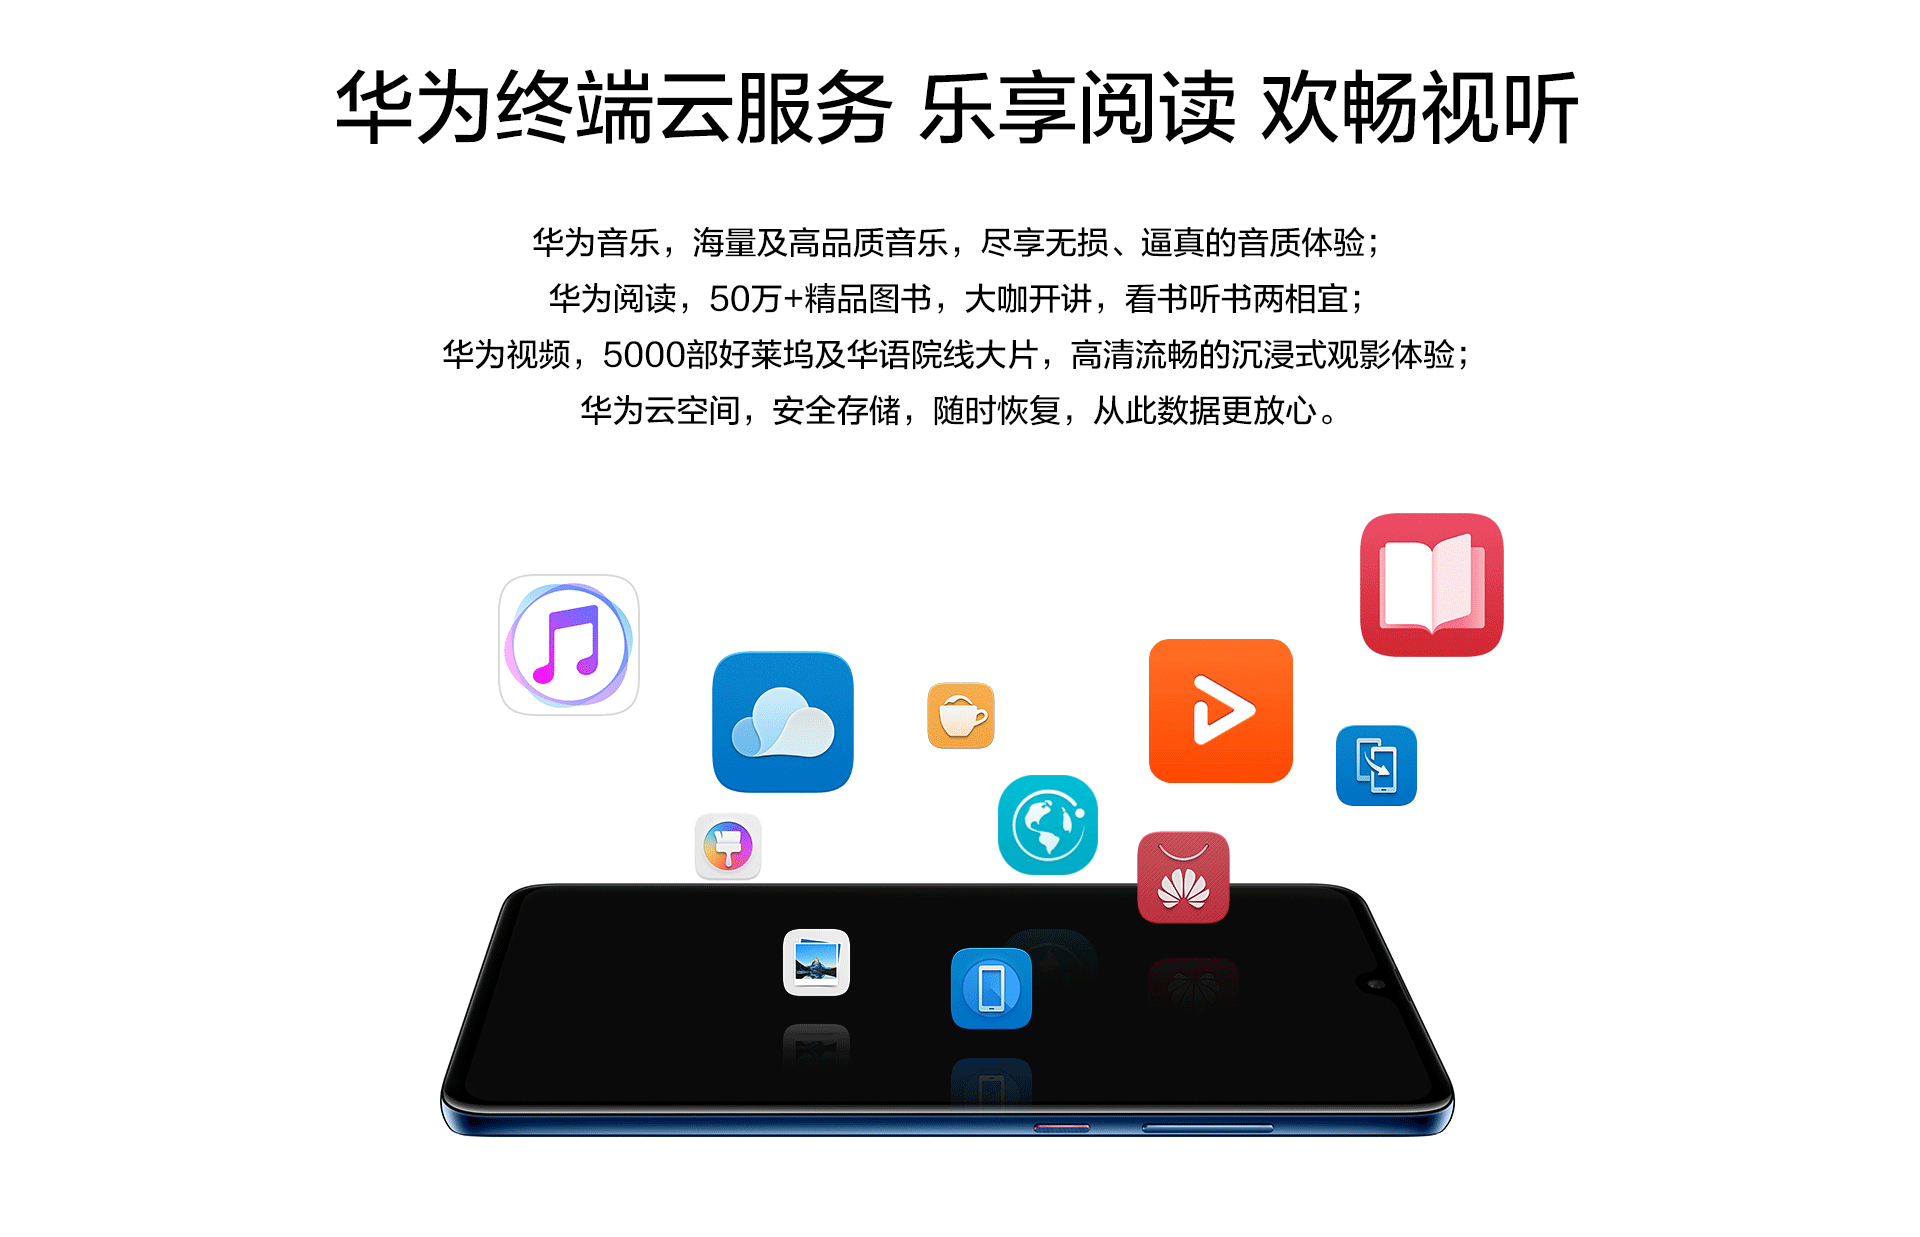 华为终端云服务 乐享阅读 欢畅视听
华为音乐，海量及高品质音乐，尽享无损、逼真的音质体验；
华为阅读，50万+精品图书，大咖开讲，看书听书两相宜；
华为视频，5000部好莱坞及华语院线大片，高清流畅的沉浸式观影体验；
华为云空间，安全存储，随时恢复，从此数据更放心。